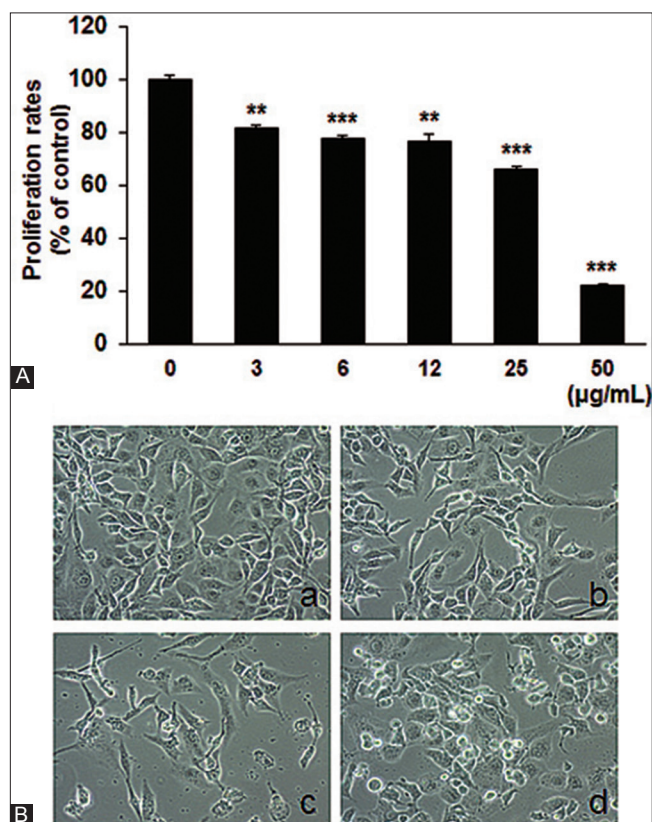 120
100
80
60
40
20
0
Proliferation rates
(% of control)
**
***
**
***
***
0 3 6 12 25 50
(µg/mL)
A
a
b
c
d
B